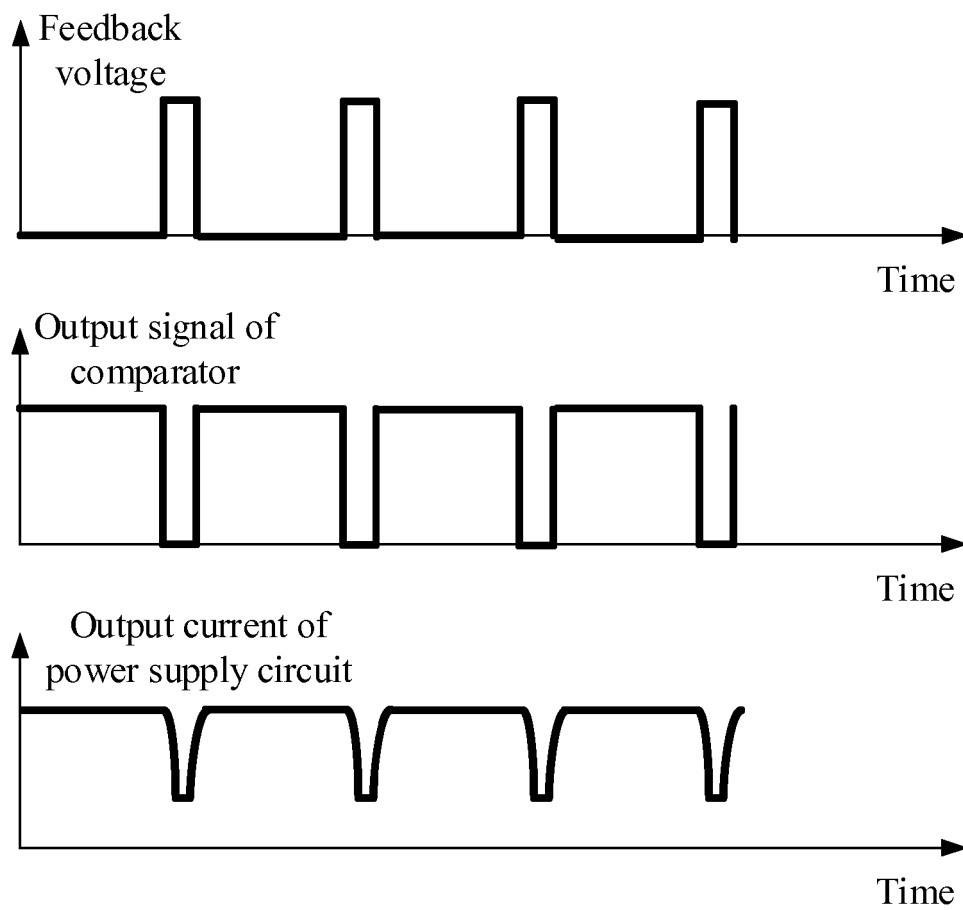 Feedback
voltage
Time
Output signal of
comparator
Time
Output current of
power supply circuit
Time